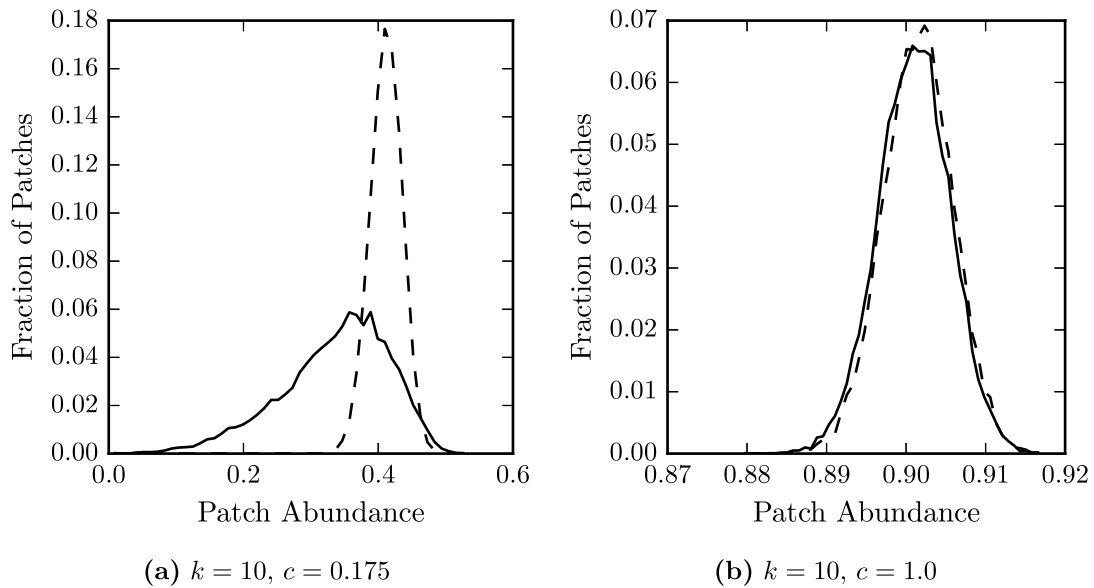 0.18
0.16
0.14
0.12
0.10
0.08
0.06
0.04
0.02
0.00
Fraction of Patches
0.0 0.2 0.4 0.6
Patch Abundance
(a) k = 10, c = 0.175
0.07
0.06
0.05
0.04
0.03
0.02
0.01
0.00
Fraction of Patches
0.87 0.88 0.89 0.90 0.91 0.92
Patch Abundance
(b) k = 10, c = 1.0